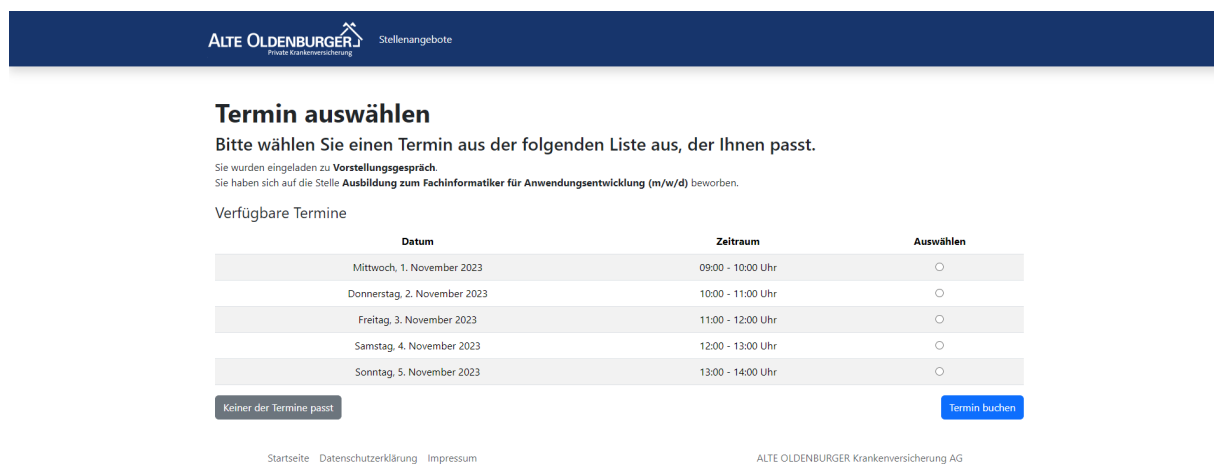 ALTE OLDENBURGER
Private Krankenversicherung
Stellenangebote
Termin auswählen
Bitte wählen Sie einen Termin aus der folgenden Liste aus, der Ihnen passt.
Sie wurden eingeladen zu Vorstellungsgespräch.
Sie haben sich auf die Stelle Ausbildung zum Fachinformatiker für Anwendungsentwicklung (m/w/d) beworben.
Verfügbare Termine
Datum Zeitraum Auswählen
Mittwoch, 1. November 2023 09:00 - 10:00 Uhr
Donnerstag, 2. November 2023 10:00 - 11:00 Uhr
Freitag, 3. November 2023 11:00 - 12:00 Uhr
Samstag, 4. November 2023 12:00 - 13:00 Uhr
Sonntag, 5. November 2023 13:00 - 14:00 Uhr
Keiner der Termine passt Termin buchen
Startseite Datenschutzerklärung Impressum ALTE OLDENBURGER Krankenversicherung AG